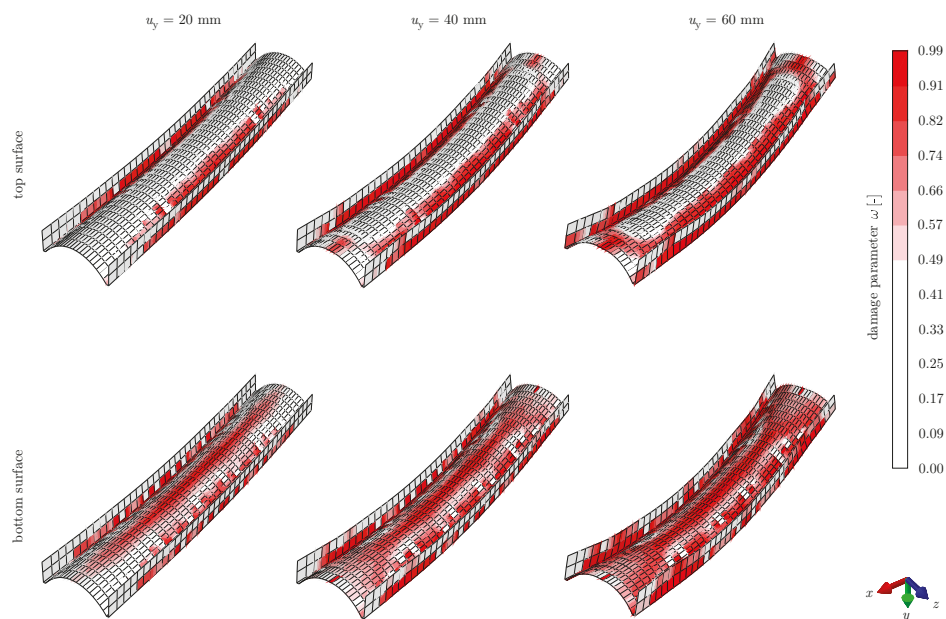 u_y = 20 mm
u_y = 40 mm
u_y = 60 mm
top surface
bottom surface
damage parameter ω [-]
0.99
0.91
0.82
0.74
0.66
0.57
0.49
0.41
0.33
0.25
0.17
0.09
0.00
x
y
z